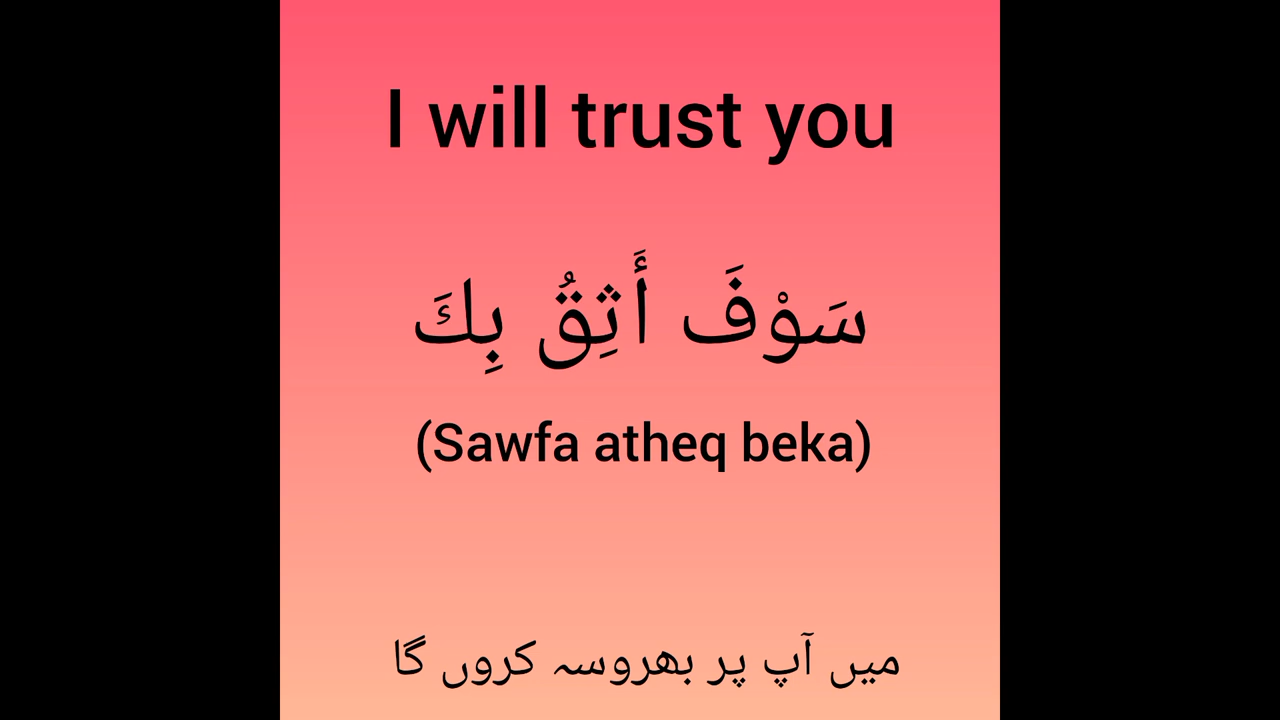 I will trust you
سَوْفَ أَثِقُ بِكَ
(Sawfa atheq beka)
میں آپ پر بھروسہ کروں گا